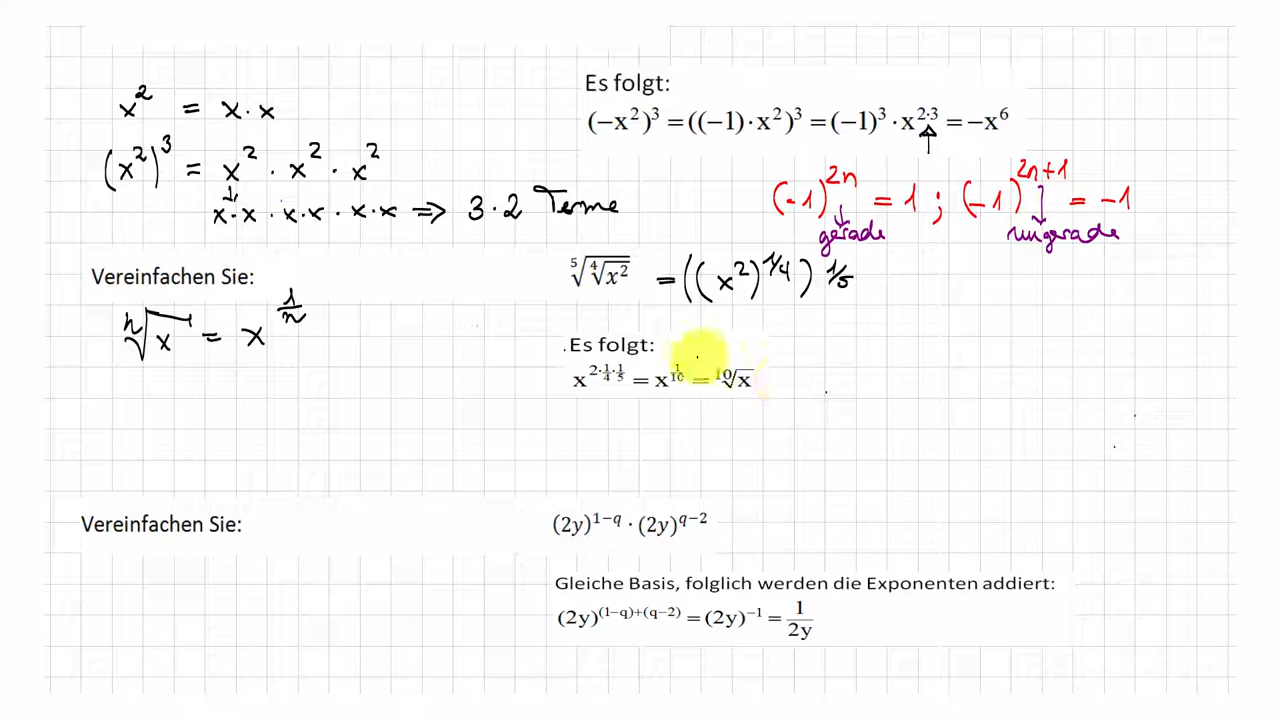 x² = x · x
(x²)³ = x² · x² · x²
x·x · x·x · x·x ⇒ 3·2 Terme
Es folgt:
(−x²)³ = ((−1)·x²)³ = (−1)³ · x^{2·3} = −x⁶
(-1)^{2n} = 1 ; (-1)^{2n+1} = -1
gerade ungerade
Vereinfachen Sie:
ⁿ√x = x^{1/n}
⁵√(⁴√(x²)) = ((x²)^{1/4})^{1/5}
Es folgt:
x^{2·1/4·1/5} = x^{1/10} = ¹⁰√x
Vereinfachen Sie:
(2y)^{1−q} · (2y)^{q−2}
Gleiche Basis, folglich werden die Exponenten addiert:
(2y)^{(1−q)+(q−2)} = (2y)^{−1} = 1/2y